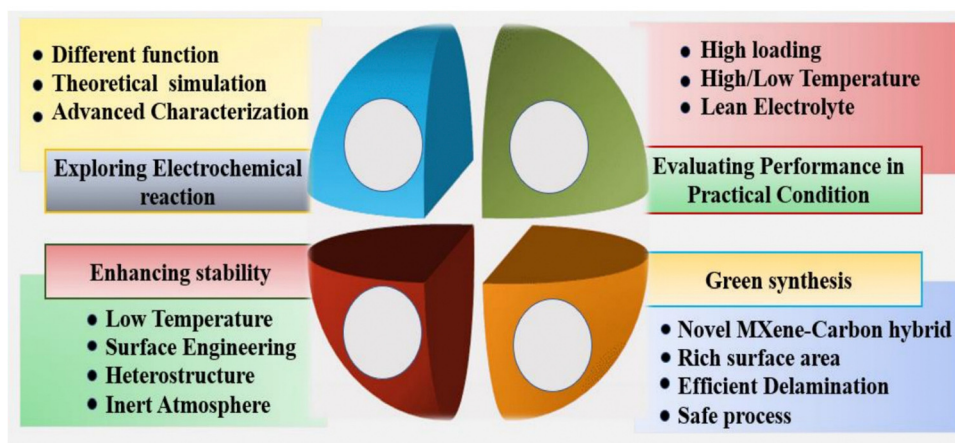 Different function
Theoretical simulation
Advanced Characterization
Exploring Electrochemical
reaction
High loading
High/Low Temperature
Lean Electrolyte
Evaluating Performance in
Practical Condition
Enhancing stability
Low Temperature
Surface Engineering
Heterostructure
Inert Atmosphere
Green synthesis
Novel MXene-Carbon hybrid
Rich surface area
Efficient Delamination
Safe process